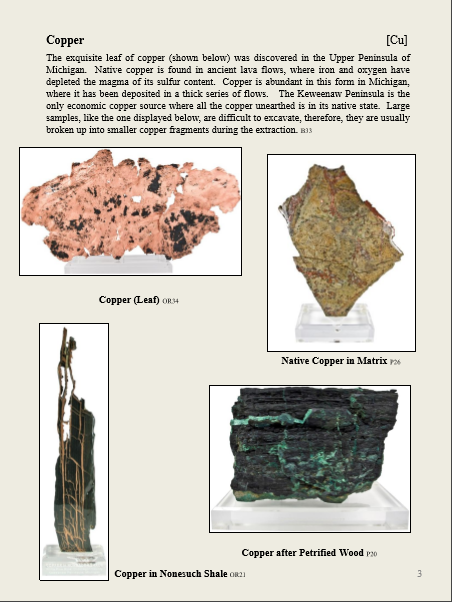 Copper [Cu]
The exquisite leaf of copper (shown below) was discovered in the Upper Peninsula of
Michigan. Native copper is found in ancient lava flows, where iron and oxygen have
depleted the magma of its sulfur content. Copper is abundant in this form in Michigan,
where it has been deposited in a thick series of flows. The Keweenaw Peninsula is the
only economic copper source where all the copper unearthed is in its native state. Large
samples, like the one displayed below, are difficult to excavate, therefore, they are usually
broken up into smaller copper fragments during the extraction. B33
Copper (Leaf) OR34
Native Copper in Matrix P26
Copper after Petrified Wood P20
Copper in Nonesuch Shale OR21
3